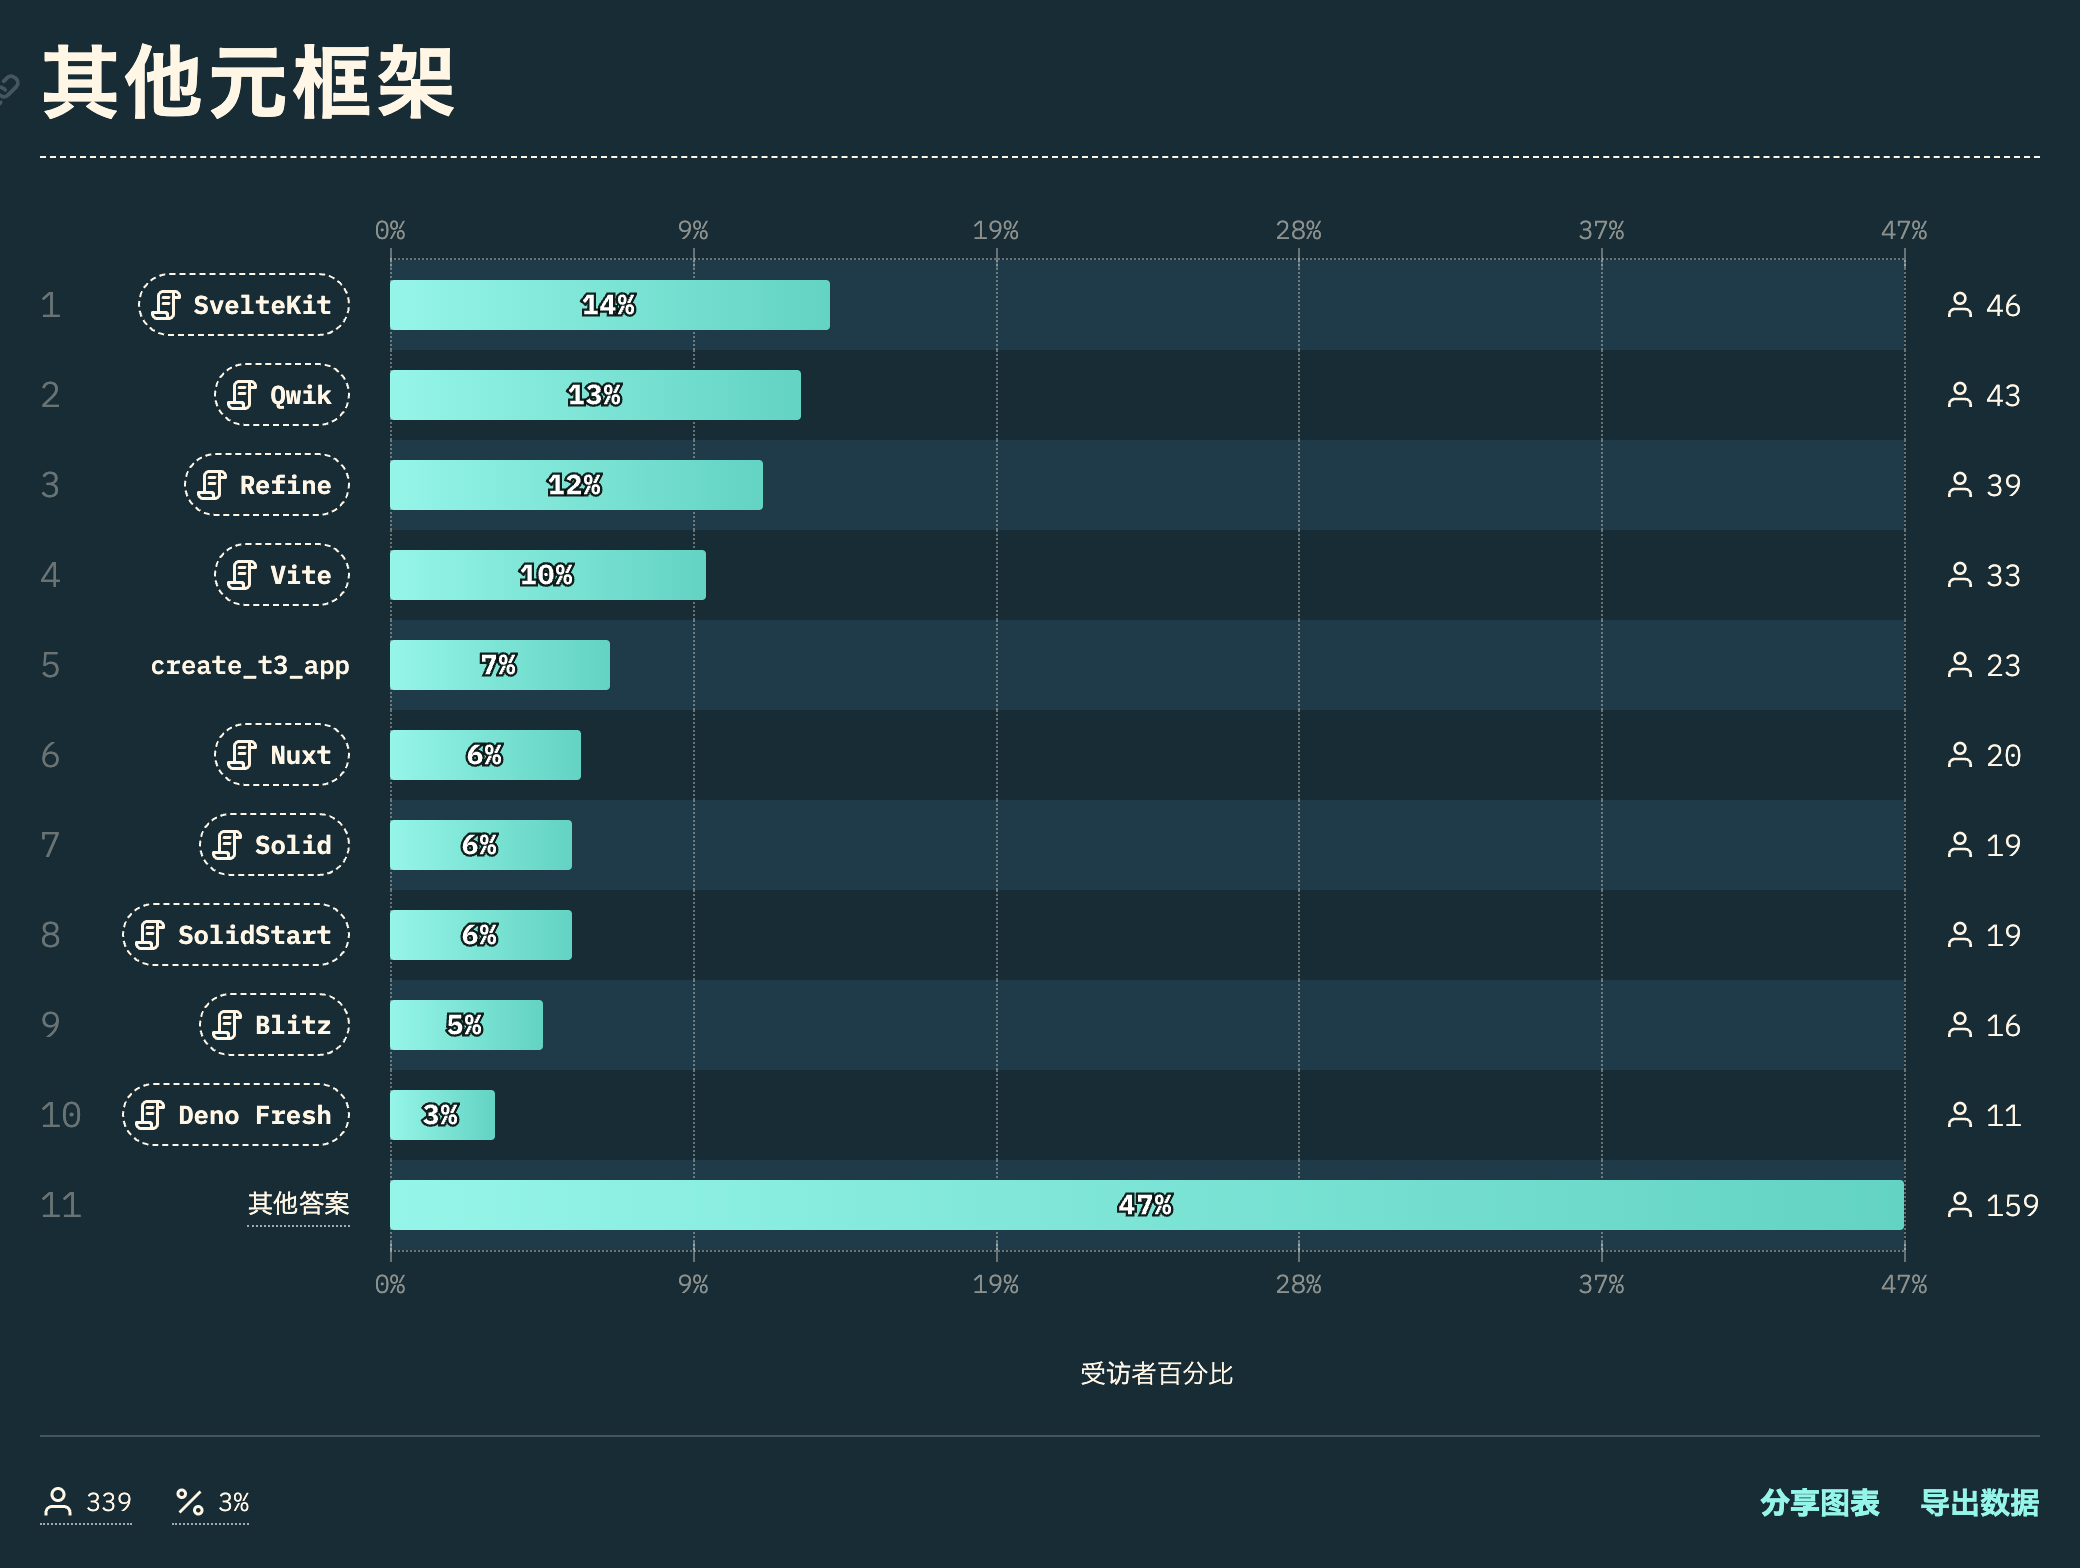 其他元框架
0% 9% 19% 28% 37% 47%
1 SvelteKit 14% 46
2 Qwik 13% 43
3 Refine 12% 39
4 Vite 10% 33
5 create_t3_app 7% 23
6 Nuxt 6% 20
7 Solid 6% 19
8 SolidStart 6% 19
9 Blitz 5% 16
10 Deno Fresh 3% 11
11 其他答案 47% 159
0% 9% 19% 28% 37% 47%
受访者百分比
339 3% 分享图表 导出数据